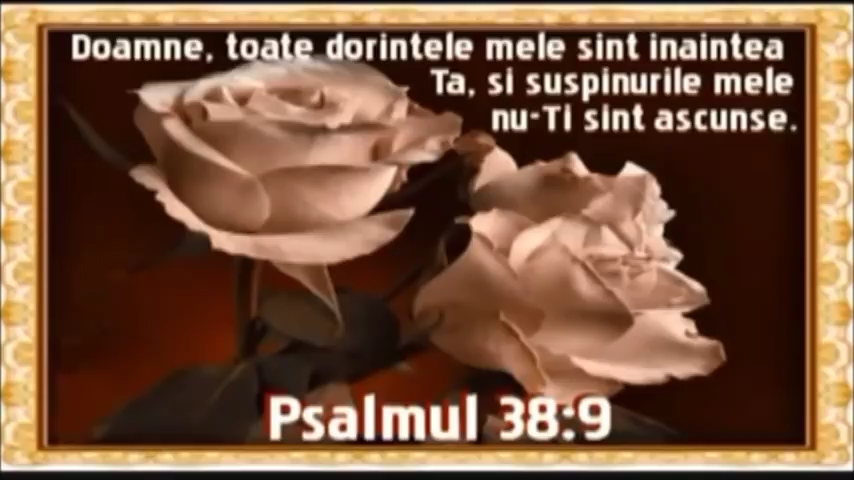 Doamne, toate dorintele mele sint inaintea
Ta, si suspinurile mele
nu-Ti sint ascunse.
Psalmul 38:9